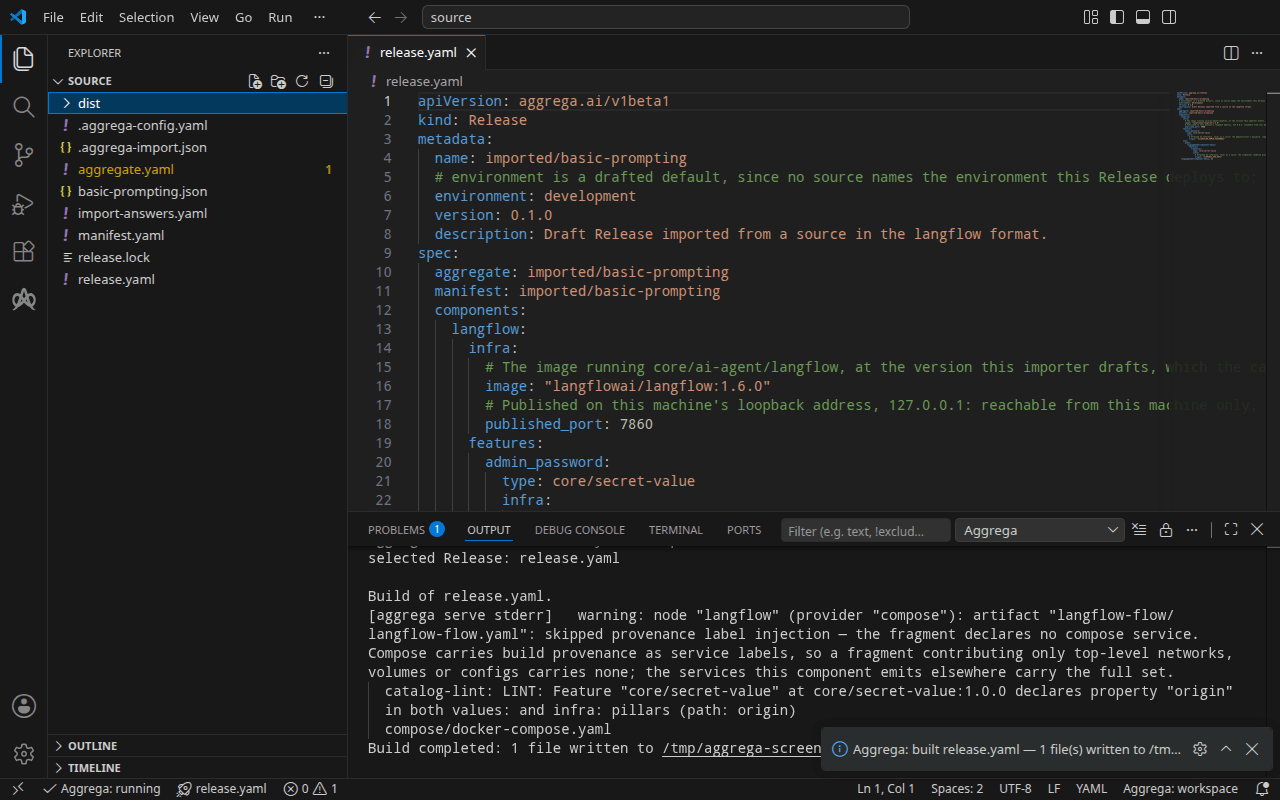 File Edit Selection View Go Run ···
source
EXPLORER
SOURCE
dist
.aggrega-config.yaml
.aggrega-import.json
aggregate.yaml 1
basic-prompting.json
import-answers.yaml
manifest.yaml
release.lock
release.yaml
OUTLINE
TIMELINE
release.yaml
release.yaml
1 apiVersion: aggrega.ai/v1beta1
2 kind: Release
3 metadata:
4 name: imported/basic-prompting
5 # environment is a drafted default, since no source names the environment this Release deploys to:
6 environment: development
7 version: 0.1.0
8 description: Draft Release imported from a source in the langflow format.
9 spec:
10 aggregate: imported/basic-prompting
11 manifest: imported/basic-prompting
12 components:
13 langflow:
14 infra:
15 # The image running core/ai-agent/langflow, at the version this importer drafts, which the ca
16 image: "langflowai/langflow:1.6.0"
17 # Published on this machine's loopback address, 127.0.0.1: reachable from this machine only,
18 published_port: 7860
19 features:
20 admin_password:
21 type: core/secret-value
22 infra:
PROBLEMS 1 OUTPUT DEBUG CONSOLE TERMINAL PORTS
Filter (e.g. text, !exclud...
Aggrega
selected Release: release.yaml
Build of release.yaml.
[aggrega serve stderr] warning: node "langflow" (provider "compose"): artifact "langflow-flow/
langflow-flow.yaml": skipped provenance label injection — the fragment declares no compose service.
Compose carries build provenance as service labels, so a fragment contributing only top-level networks,
volumes or configs carries none; the services this component emits elsewhere carry the full set.
catalog-lint: LINT: Feature "core/secret-value" at core/secret-value:1.0.0 declares property "origin"
in both values: and infra: pillars (path: origin)
compose/docker-compose.yaml
Build completed: 1 file written to /tmp/aggrega-screen
Aggrega: built release.yaml — 1 file(s) written to /tm...
Aggrega: running release.yaml 0 1
Ln 1, Col 1 Spaces: 2 UTF-8 LF YAML Aggrega: workspace